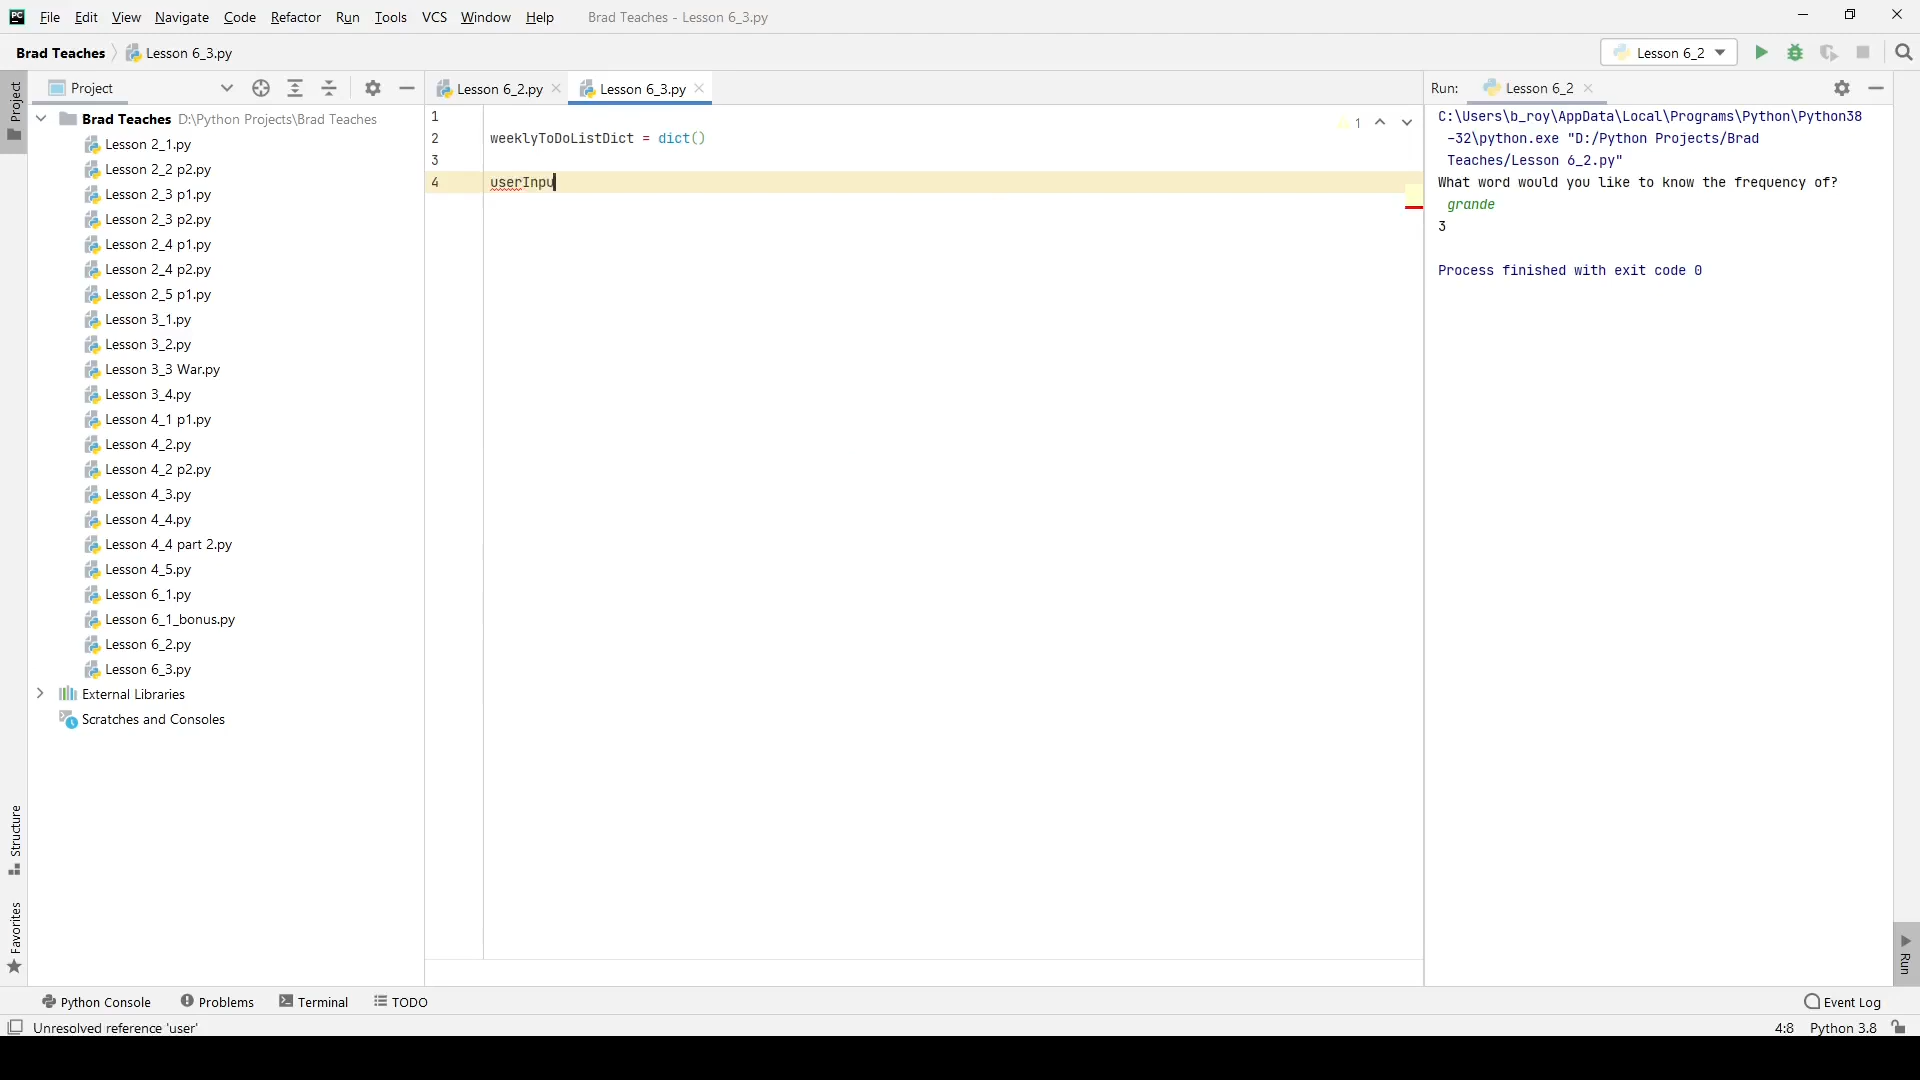 PC File Edit View Navigate Code Refactor Run Tools VCS Window Help Brad Teaches - Lesson 6_3.py
Brad Teaches Lesson 6_3.py Lesson 6_2
Project
Project
Lesson 6_2.py Lesson 6_3.py
Run: Lesson 6_2
Brad Teaches D:\Python Projects\Brad Teaches
Lesson 2_1.py
Lesson 2_2 p2.py
Lesson 2_3 p1.py
Lesson 2_3 p2.py
Lesson 2_4 p1.py
Lesson 2_4 p2.py
Lesson 2_5 p1.py
Lesson 3_1.py
Lesson 3_2.py
Lesson 3_3 War.py
Lesson 3_4.py
Lesson 4_1 p1.py
Lesson 4_2.py
Lesson 4_2 p2.py
Lesson 4_3.py
Lesson 4_4.py
Lesson 4_4 part 2.py
Lesson 4_5.py
Lesson 6_1.py
Lesson 6_1_bonus.py
Lesson 6_2.py
Lesson 6_3.py
External Libraries
Scratches and Consoles
1
2 weeklyToDoListDict = dict()
3
4 userInpu
1
C:\Users\b_roy\AppData\Local\Programs\Python\Python38
-32\python.exe "D:/Python Projects/Brad
Teaches/Lesson 6_2.py"
What word would you like to know the frequency of?
grande
3
Process finished with exit code 0
Structure
Favorites
Run
Python Console Problems Terminal TODO Event Log
Unresolved reference 'user' 4:8 Python 3.8